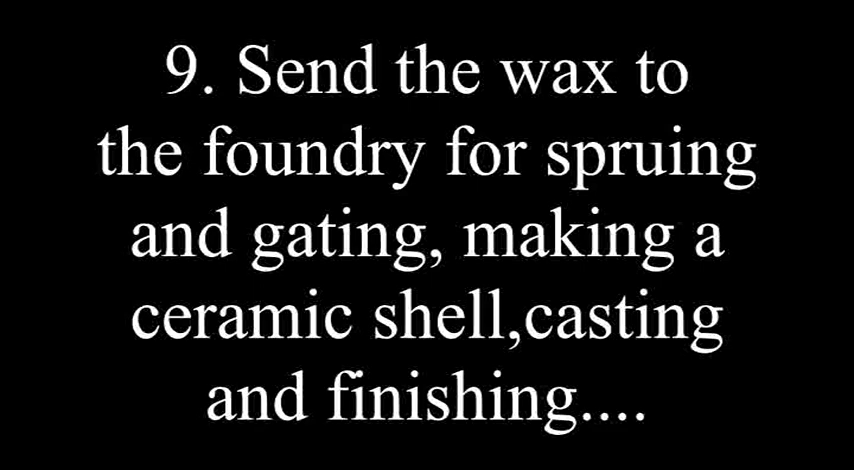 9. Send the wax to
the foundry for spruing
and gating, making a
ceramic shell,casting
and finishing....